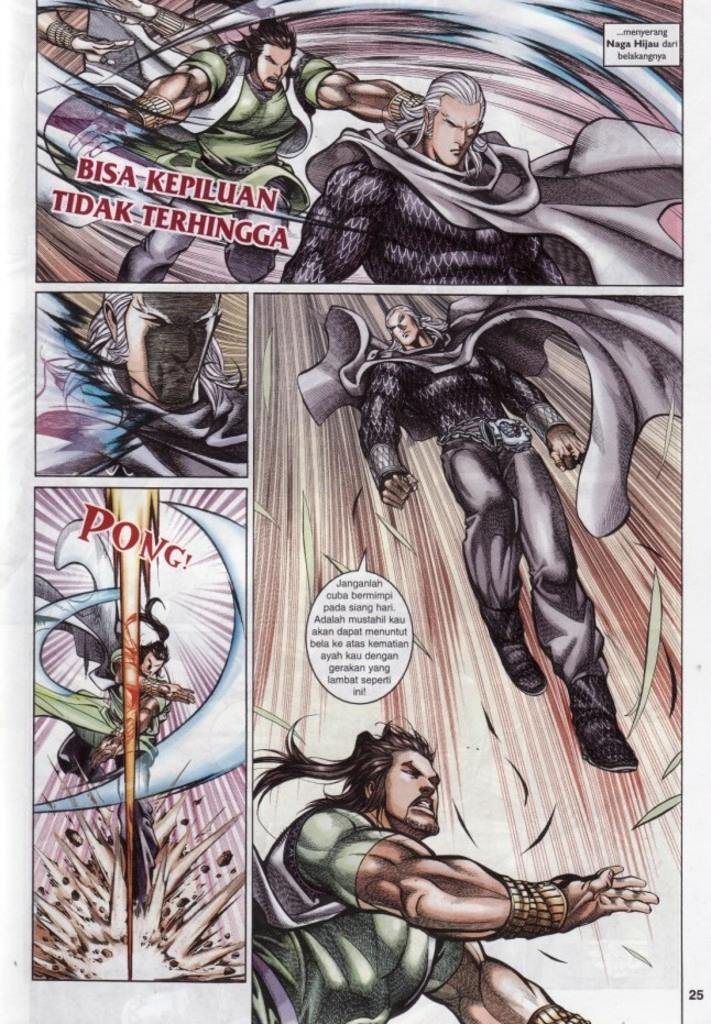 ...menyerang
Naga Hijau dari
belakangnya
BISA KEPILUAN
TIDAK TERHINGGA
PONG!
Janganlah
cuba bermimpi
pada siang hari.
Adalah mustahil kau
akan dapat menuntut
bela ke atas kematian
ayah kau dengan
gerakan yang
lambat seperti
ini!
25